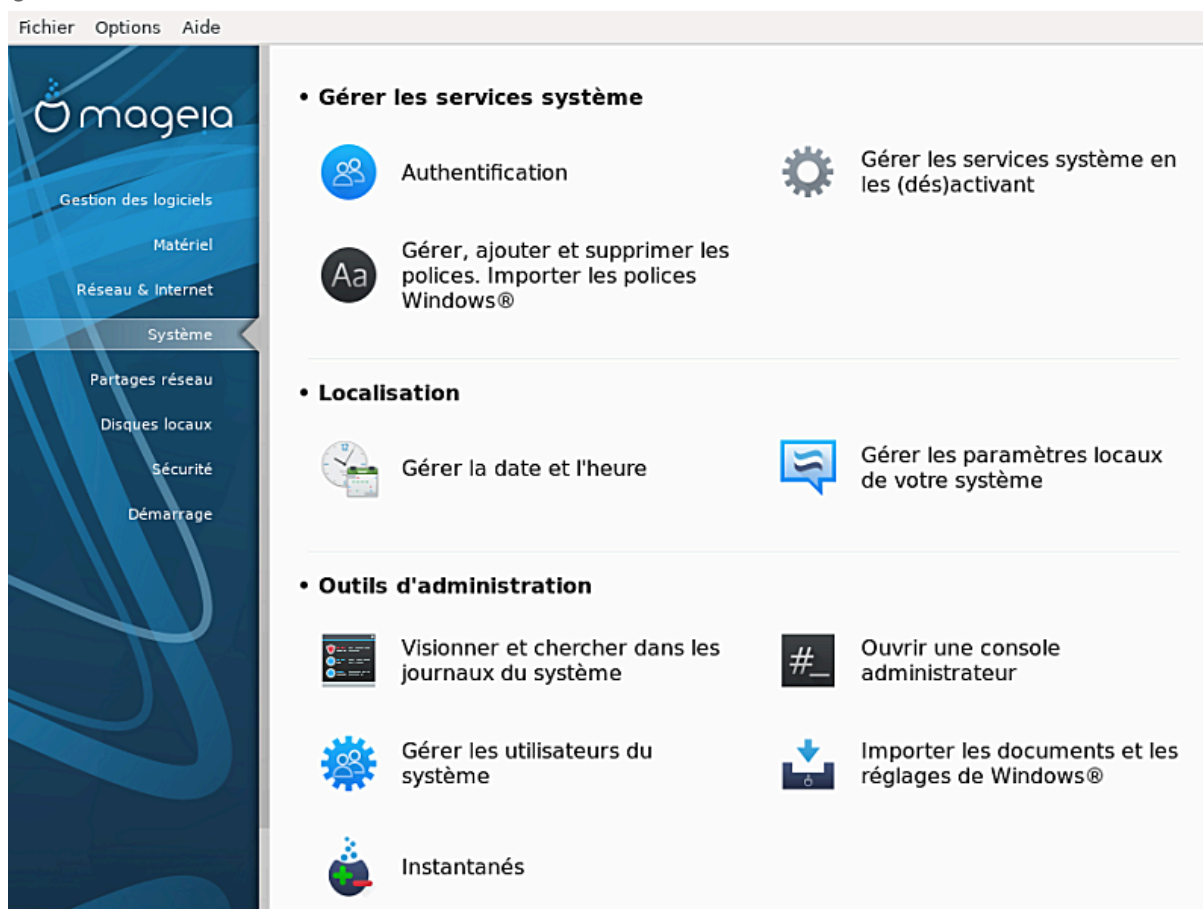 Fichier Options Aide
mageia
Gestion des logiciels
Matériel
Réseau & Internet
Système
Partages réseau
Disques locaux
Sécurité
Démarrage
• Gérer les services système
Authentification
Gérer les services système en
les (dés)activant
Aa
Gérer, ajouter et supprimer les
polices. Importer les polices
Windows®
• Localisation
12
Gérer la date et l'heure
Gérer les paramètres locaux
de votre système
• Outils d'administration
Visionner et chercher dans les
journaux du système
#_
Ouvrir une console
administrateur
Gérer les utilisateurs du
système
Importer les documents et les
réglages de Windows®
Instantanés